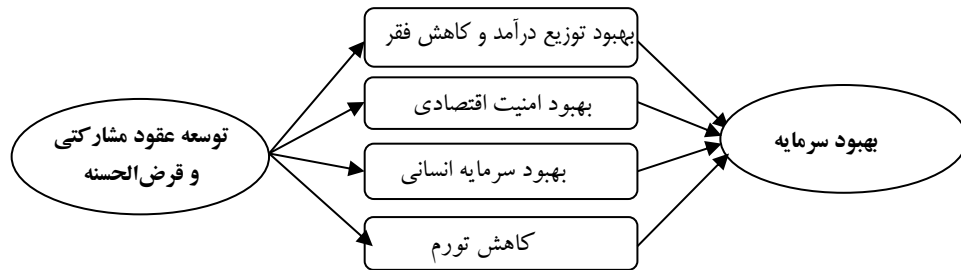 بهبود توزیع درآمد و کاهش فقر
بهبود امنیت اقتصادی
توسعه عقود مشارکتی
و قرض‌الحسنه
بهبود سرمایه
بهبود سرمایه انسانی
کاهش تورم